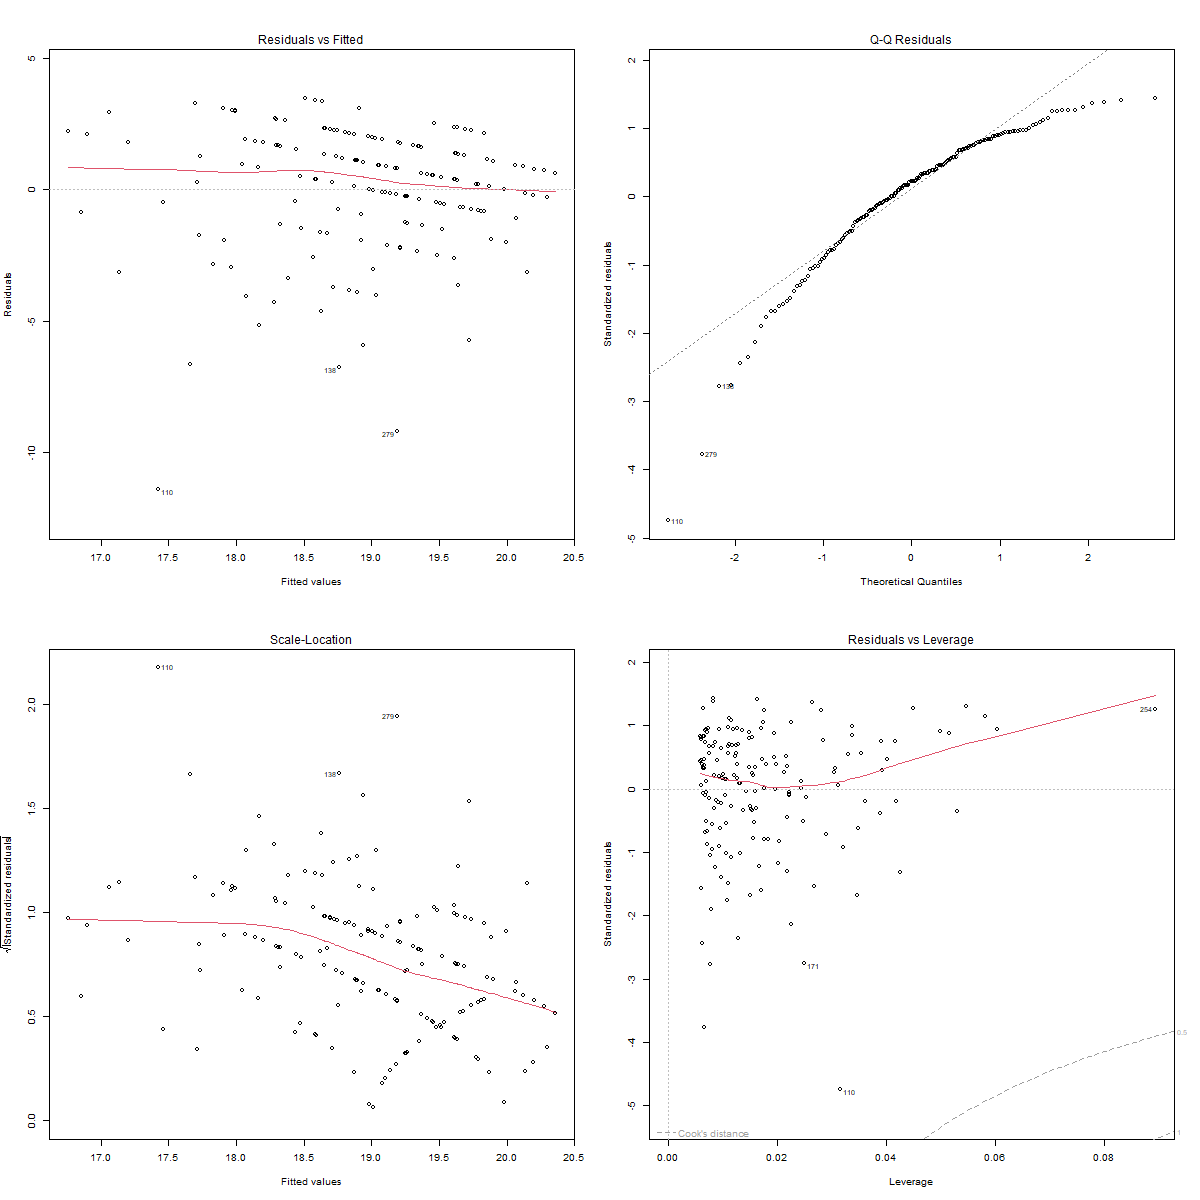 Residuals vs Fitted
5
0
-5
-10
Residuals
138
279
110
17.0 17.5 18.0 18.5 19.0 19.5 20.0 20.5
Fitted values
Q-Q Residuals
2
1
0
-1
-2
-3
-4
-5
Standardized residuals
138
279
110
-2 -1 0 1 2
Theoretical Quantiles
Scale-Location
2.0
1.5
1.0
0.5
0.0
√|Standardized residuals|
110
279
138
17.0 17.5 18.0 18.5 19.0 19.5 20.0 20.5
Fitted values
Residuals vs Leverage
2
1
0
-1
-2
-3
-4
-5
Standardized residuals
254
171
110
0.5
1
Cook's distance
0.00 0.02 0.04 0.06 0.08
Leverage